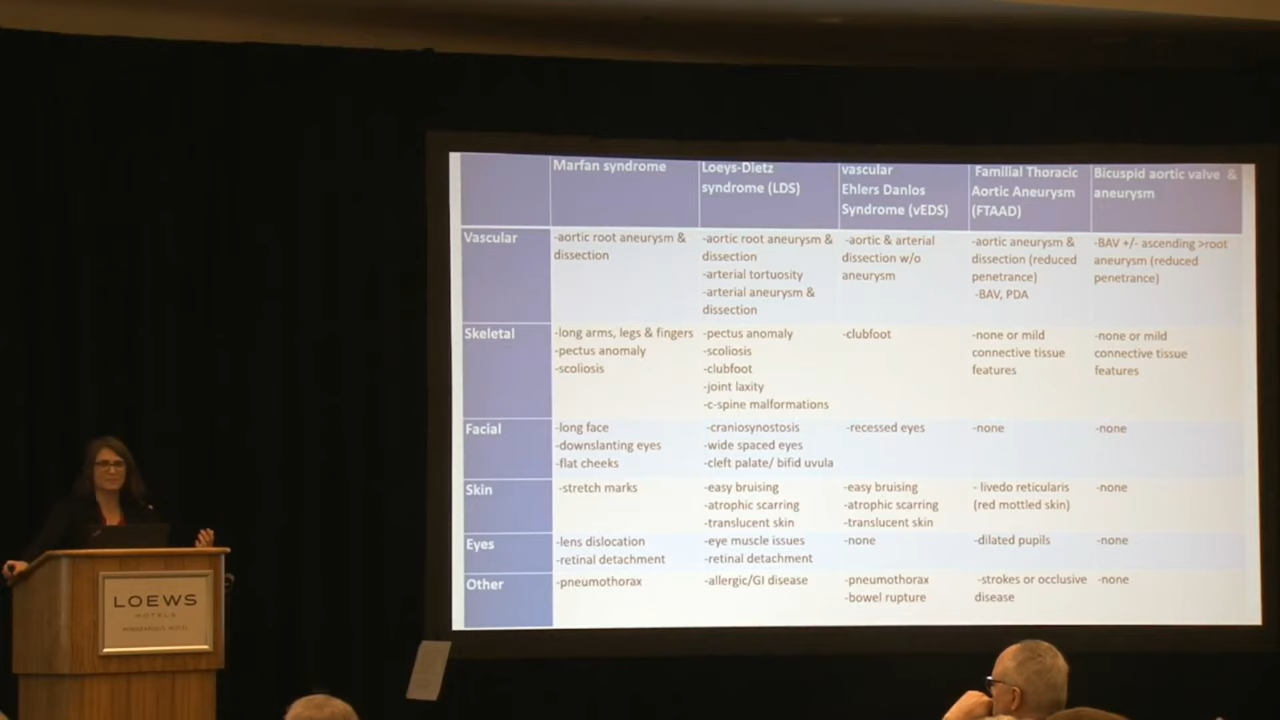 Marfan syndrome
Loeys-Dietz
syndrome (LDS)
vascular
Ehlers Danlos
Syndrome (vEDS)
Familial Thoracic
Aortic Aneurysm
(FTAAD)
Bicuspid aortic valve &
aneurysm
Vascular
-aortic root aneurysm &
dissection
-aortic root aneurysm &
dissection
-arterial tortuosity
-arterial aneurysm &
dissection
-aortic & arterial
dissection w/o
aneurysm
-aortic aneurysm &
dissection (reduced
penetrance)
-BAV, PDA
-BAV +/- ascending >root
aneurysm (reduced
penetrance)
Skeletal
-long arms, legs & fingers
-pectus anomaly
-scoliosis
-pectus anomaly
-scoliosis
-clubfoot
-joint laxity
-c-spine malformations
-clubfoot
-none or mild
connective tissue
features
-none or mild
connective tissue
features
Facial
-long face
-downslanting eyes
-flat cheeks
-craniosynostosis
-wide spaced eyes
-cleft palate/ bifid uvula
-recessed eyes
-none
-none
Skin
-stretch marks
-easy bruising
-atrophic scarring
-translucent skin
-easy bruising
-atrophic scarring
-translucent skin
- livedo reticularis
(red mottled skin)
-none
Eyes
-lens dislocation
-retinal detachment
-eye muscle issues
-retinal detachment
-none
-dilated pupils
-none
Other
-pneumothorax
-allergic/GI disease
-pneumothorax
-bowel rupture
-strokes or occlusive
disease
-none
LOEWS
HOTELS